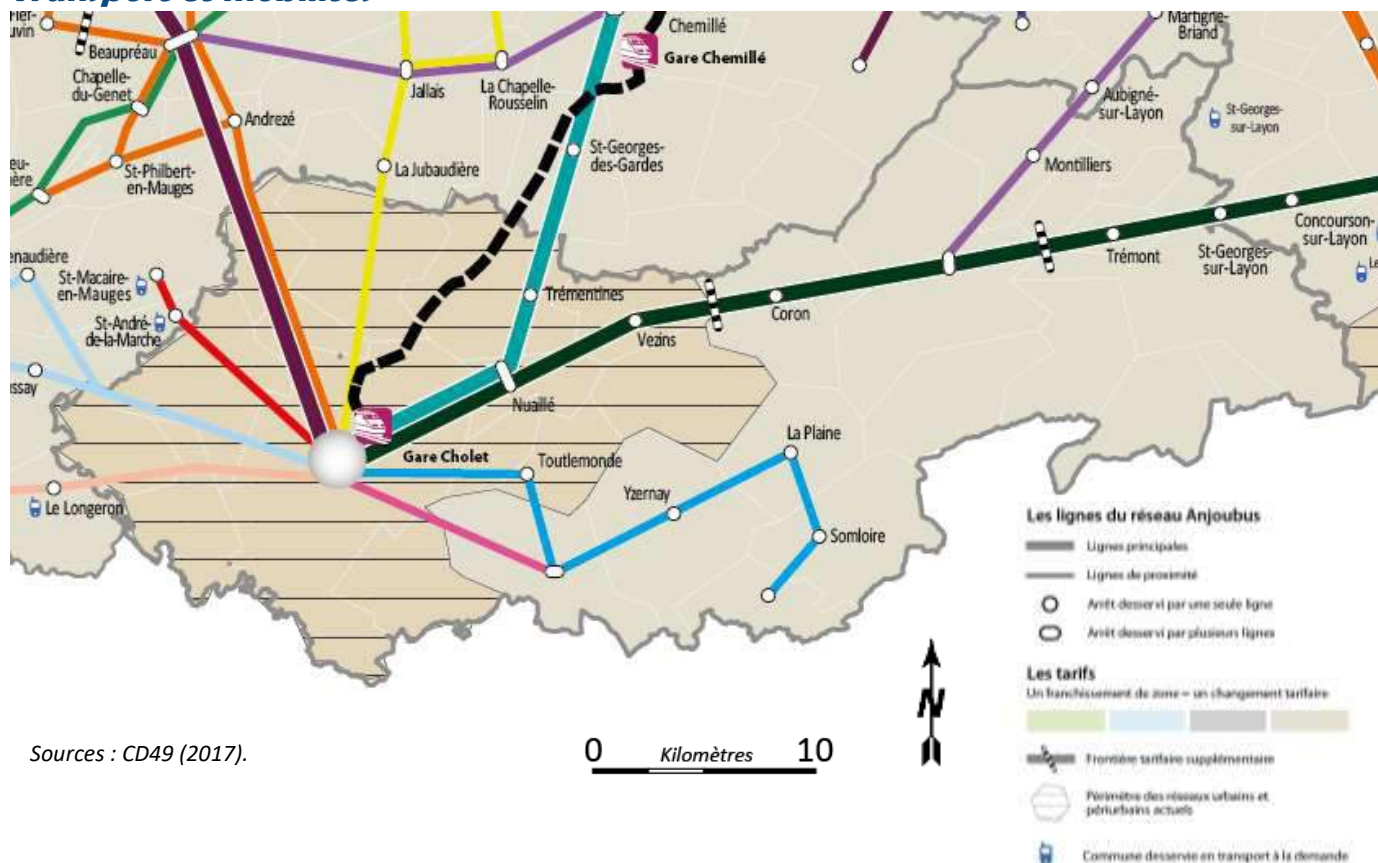 Chemillé
Gare Chemillé
Martigné-
Briand
Beaupréau
Chapelle-
du-Genet
Andrezé
Jallais
La Chapelle-
Rousselin
St-Georges-
des-Gardes
Aubigné-
sur-Layon
St-Georges-
sur-Layon
Montilliers
St-Philbert-
en-Mauges
La Jubaudière
Concourson-
sur-Layon
St-Georges-
sur-Layon
Trémont
St-Macaire-
en-Mauges
St-André-
de-la-Marche
Trémentines
Coron
Vezins
Nuaillé
Gare Cholet
Toutlemonde
La Plaine
Yzernay
Somloire
Le Longeron
Les lignes du réseau Anjoubus
Lignes principales
Lignes de proximité
Arrêt desservi par une seule ligne
Arrêt desservi par plusieurs lignes
Les tarifs
Un franchissement de zone = un changement tarifaire
Frontière tarifaire supplémentaire
Périmètre des réseaux urbains et
périurbains actuels
Commune desservie en transport à la demande
N
Sources : CD49 (2017).
0 Kilomètres 10